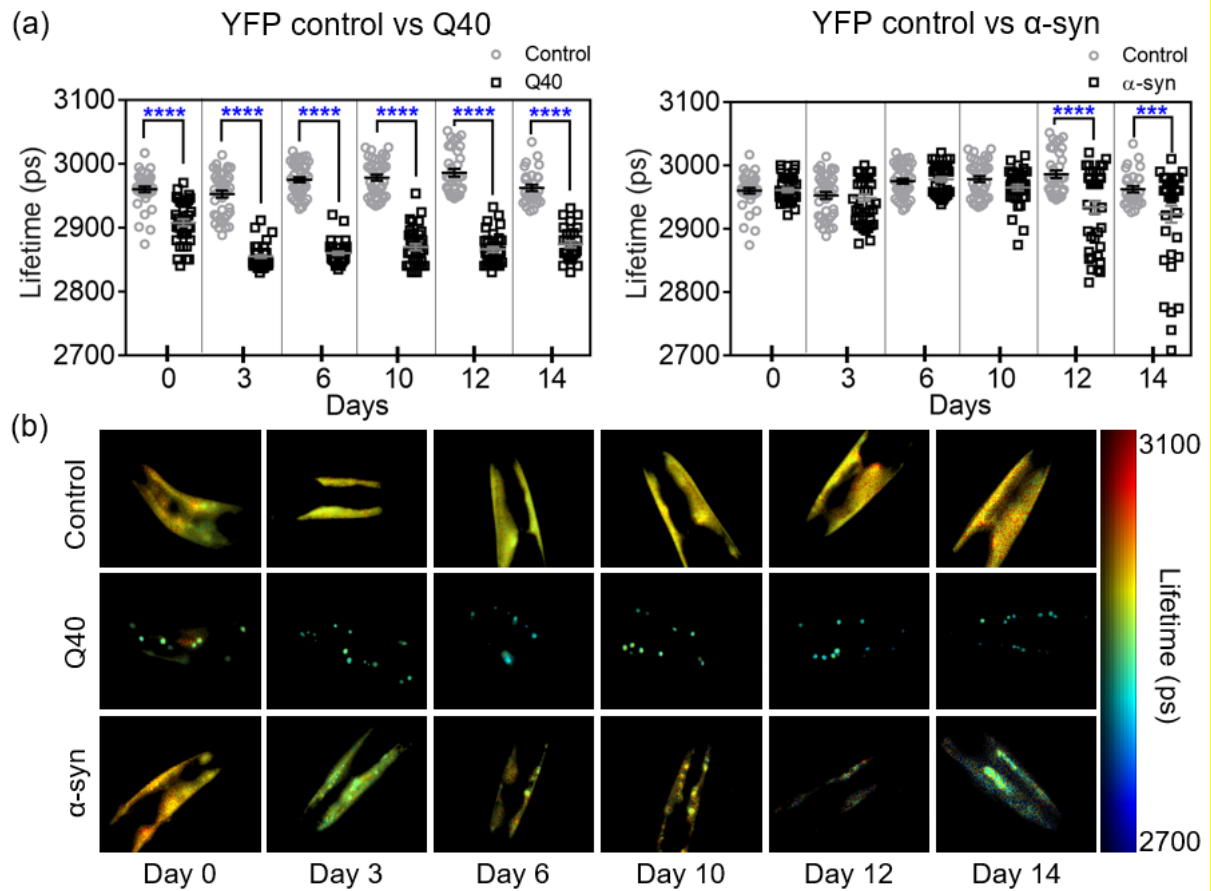 (a)
YFP control vs Q40
Control
Q40
Lifetime (ps)
3100
3000
2900
2800
2700
****
****
****
****
****
****
0 3 6 10 12 14
Days
YFP control vs α-syn
Control
α-syn
Lifetime (ps)
3100
3000
2900
2800
2700
****
***
0 3 6 10 12 14
Days
(b)
Control
Q40
α-syn
Day 0 Day 3 Day 6 Day 10 Day 12 Day 14
3100
Lifetime (ps)
2700